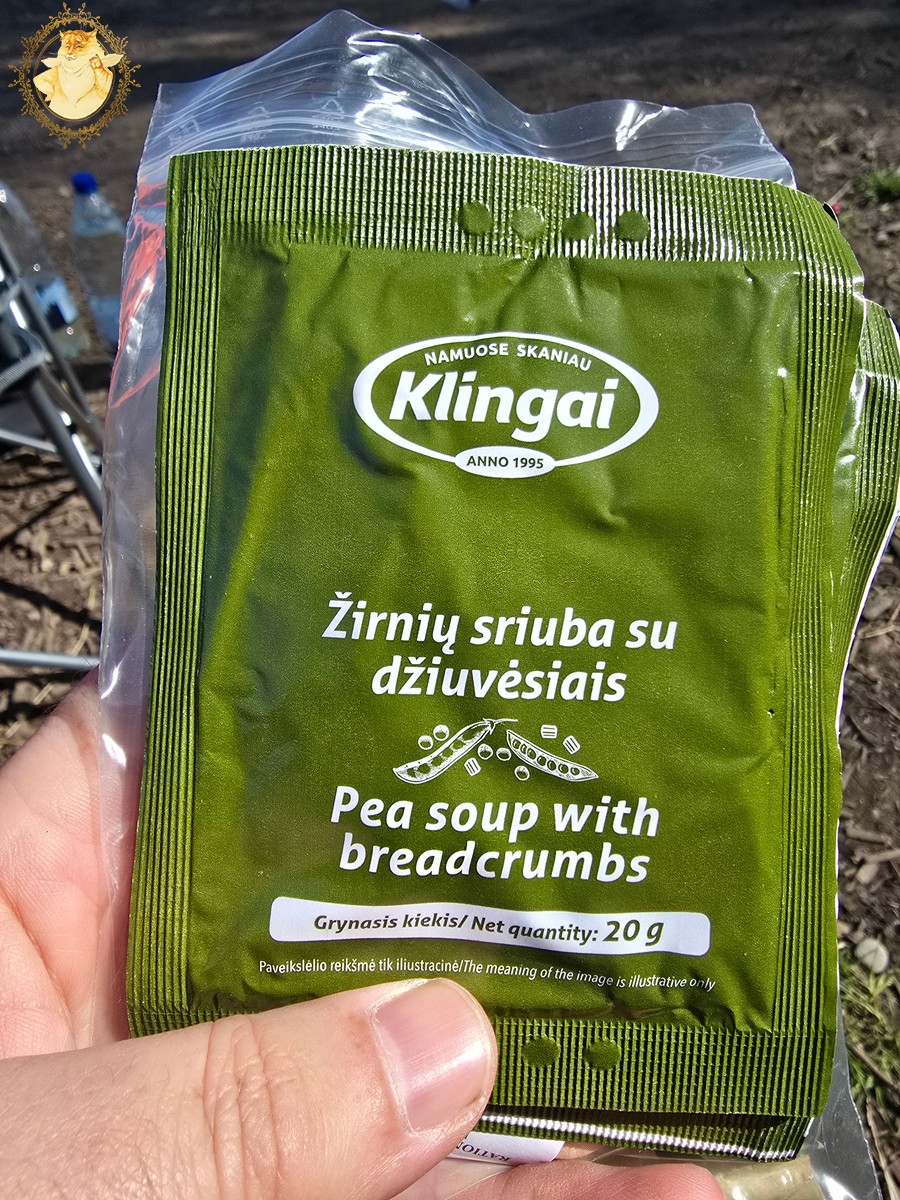 NAMUOSE SKANIAU
Klingai
ANNO 1995
Žirnių sriuba su
džiuvėsiais
Pea soup with
breadcrumbs
Grynasis kiekis/ Net quantity: 20 g
Paveikslėlio reikšmė tik iliustracinė/The meaning of the image is illustrative only